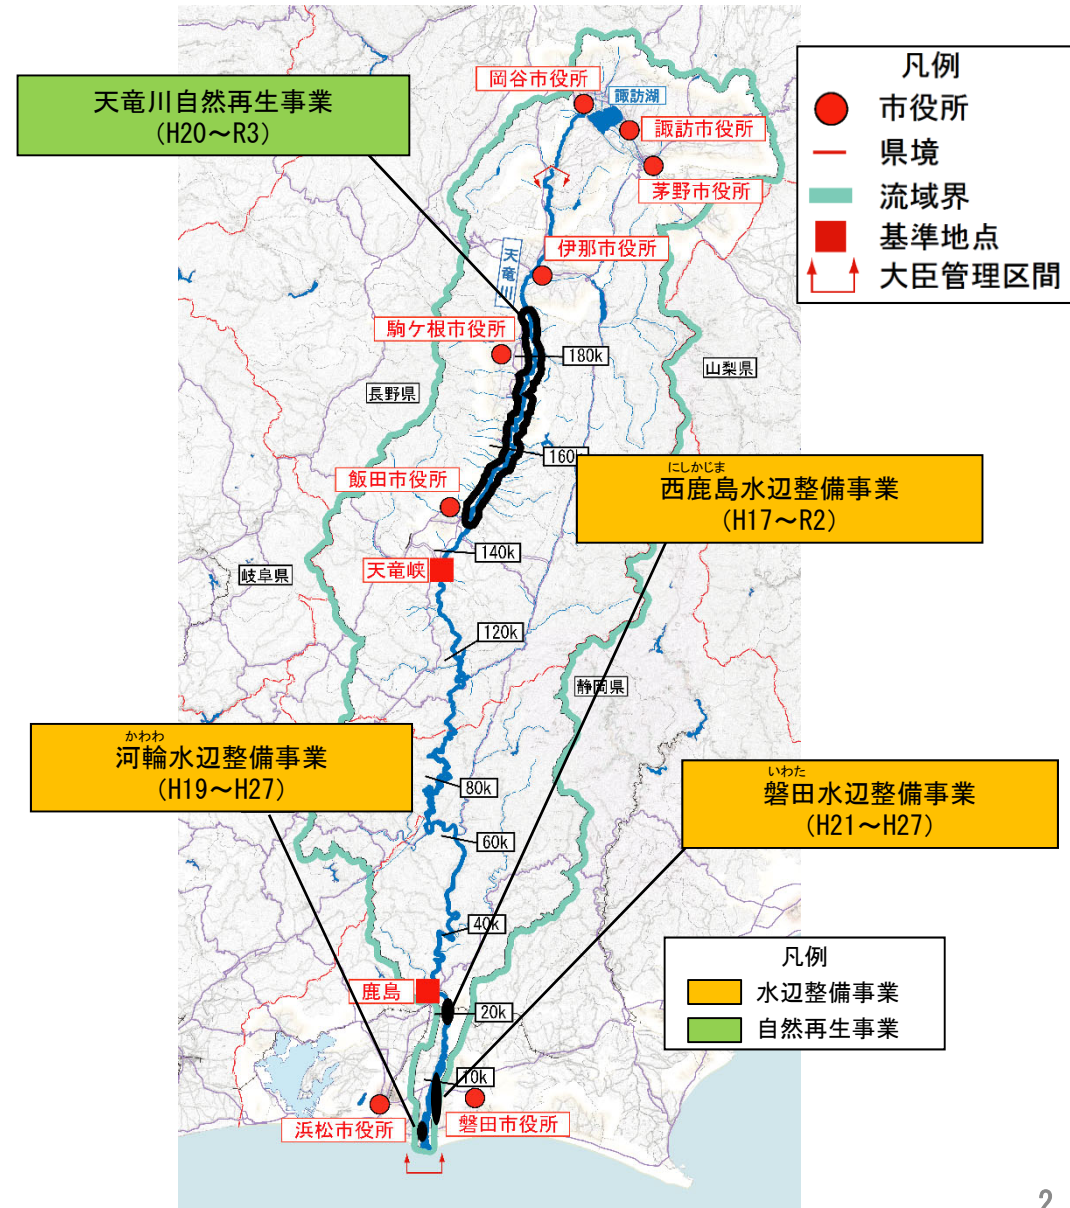 天竜川自然再生事業
(H20～R3)
岡谷市役所
諏訪湖
諏訪市役所
茅野市役所
凡例
市役所
県境
流域界
基準地点
大臣管理区間
伊那市役所
天竜川
駒ケ根市役所
180k
山梨県
長野県
160k
飯田市役所
にしかじま
西鹿島水辺整備事業
(H17～R2)
140k
天竜峡
岐阜県
120k
静岡県
かわわ
河輪水辺整備事業
(H19～H27)
80k
いわた
磐田水辺整備事業
(H21～H27)
60k
40k
凡例
水辺整備事業
自然再生事業
鹿島
20k
10k
浜松市役所
磐田市役所
2